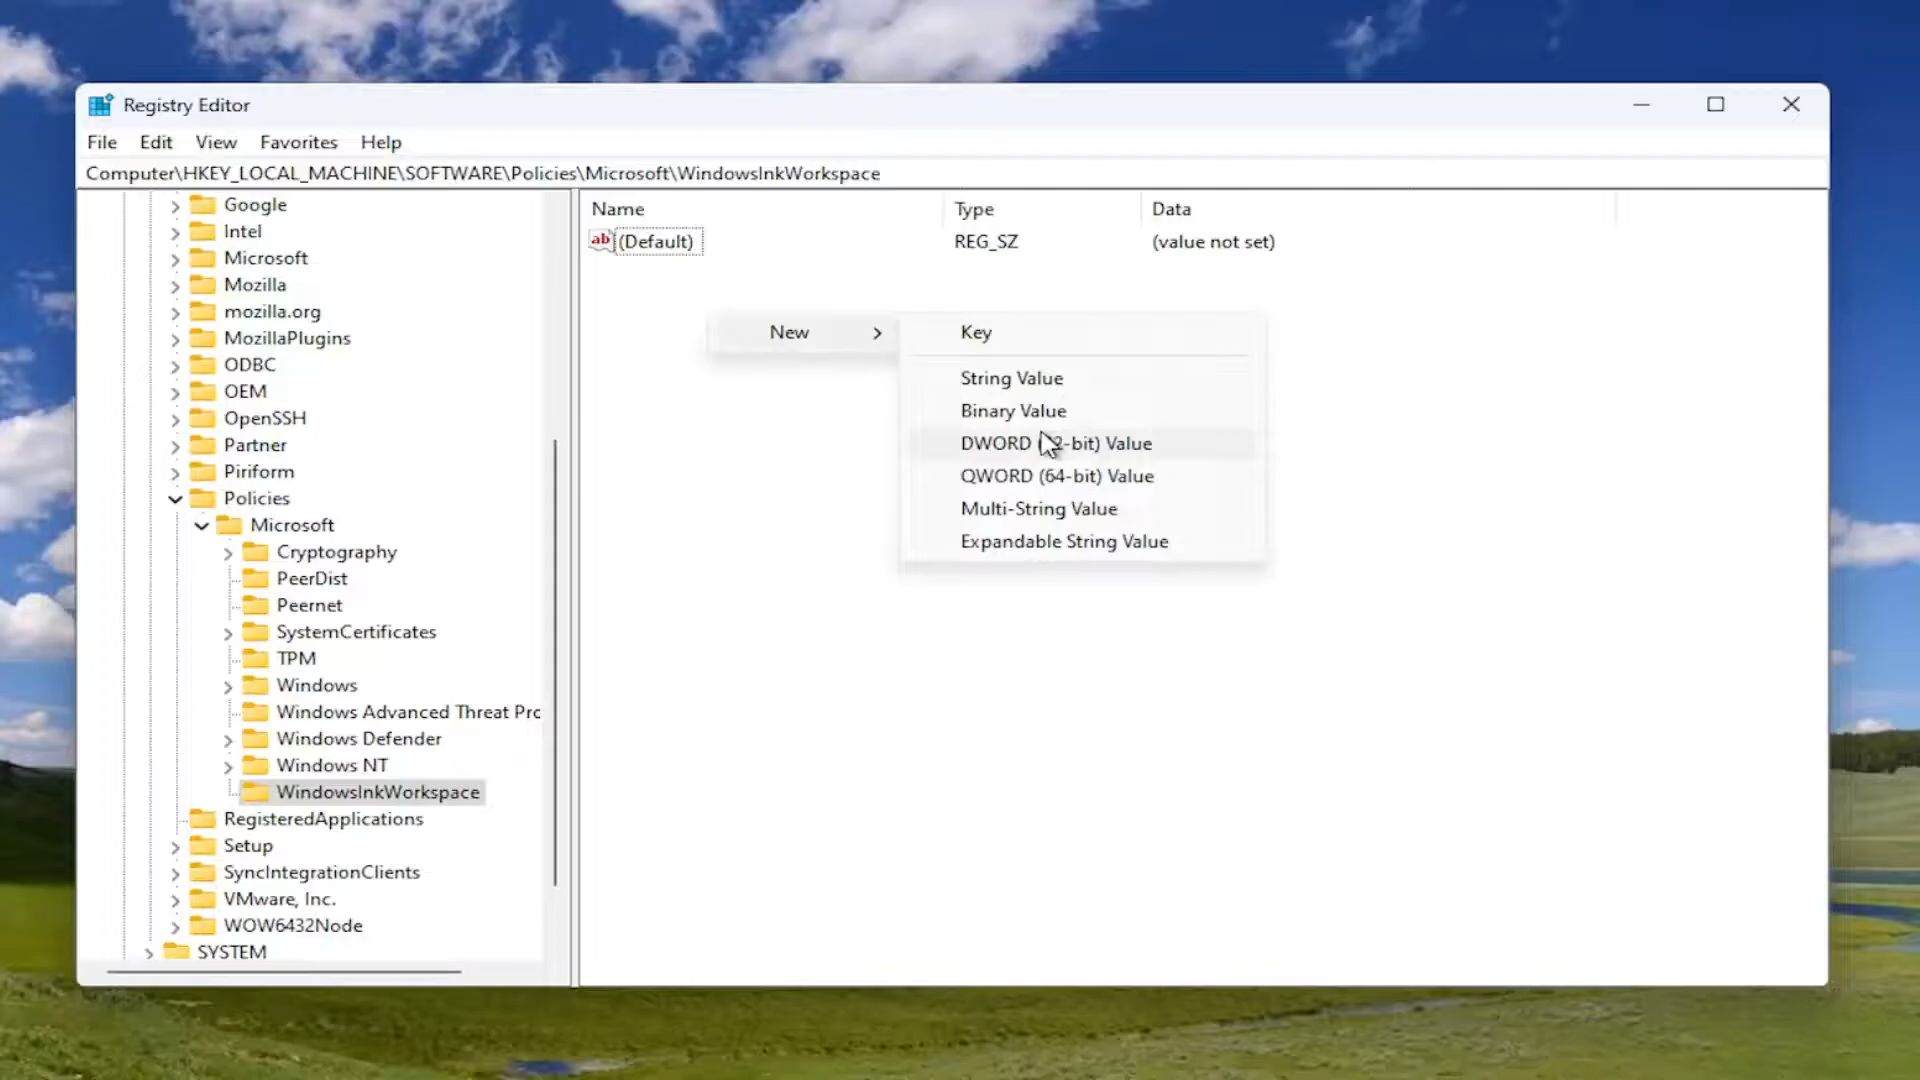 Registry Editor
File Edit View Favorites Help
Computer\HKEY_LOCAL_MACHINE\SOFTWARE\Policies\Microsoft\WindowsInkWorkspace
Google
Intel
Microsoft
Mozilla
mozilla.org
MozillaPlugins
ODBC
OEM
OpenSSH
Partner
Piriform
Policies
Microsoft
Cryptography
PeerDist
Peernet
SystemCertificates
TPM
Windows
Windows Advanced Threat Pro
Windows Defender
Windows NT
WindowsInkWorkspace
RegisteredApplications
Setup
SyncIntegrationClients
VMware, Inc.
WOW6432Node
SYSTEM
Name Type Data
ab (Default) REG_SZ (value not set)
New
Key
String Value
Binary Value
DWORD 2-bit) Value
QWORD (64-bit) Value
Multi-String Value
Expandable String Value